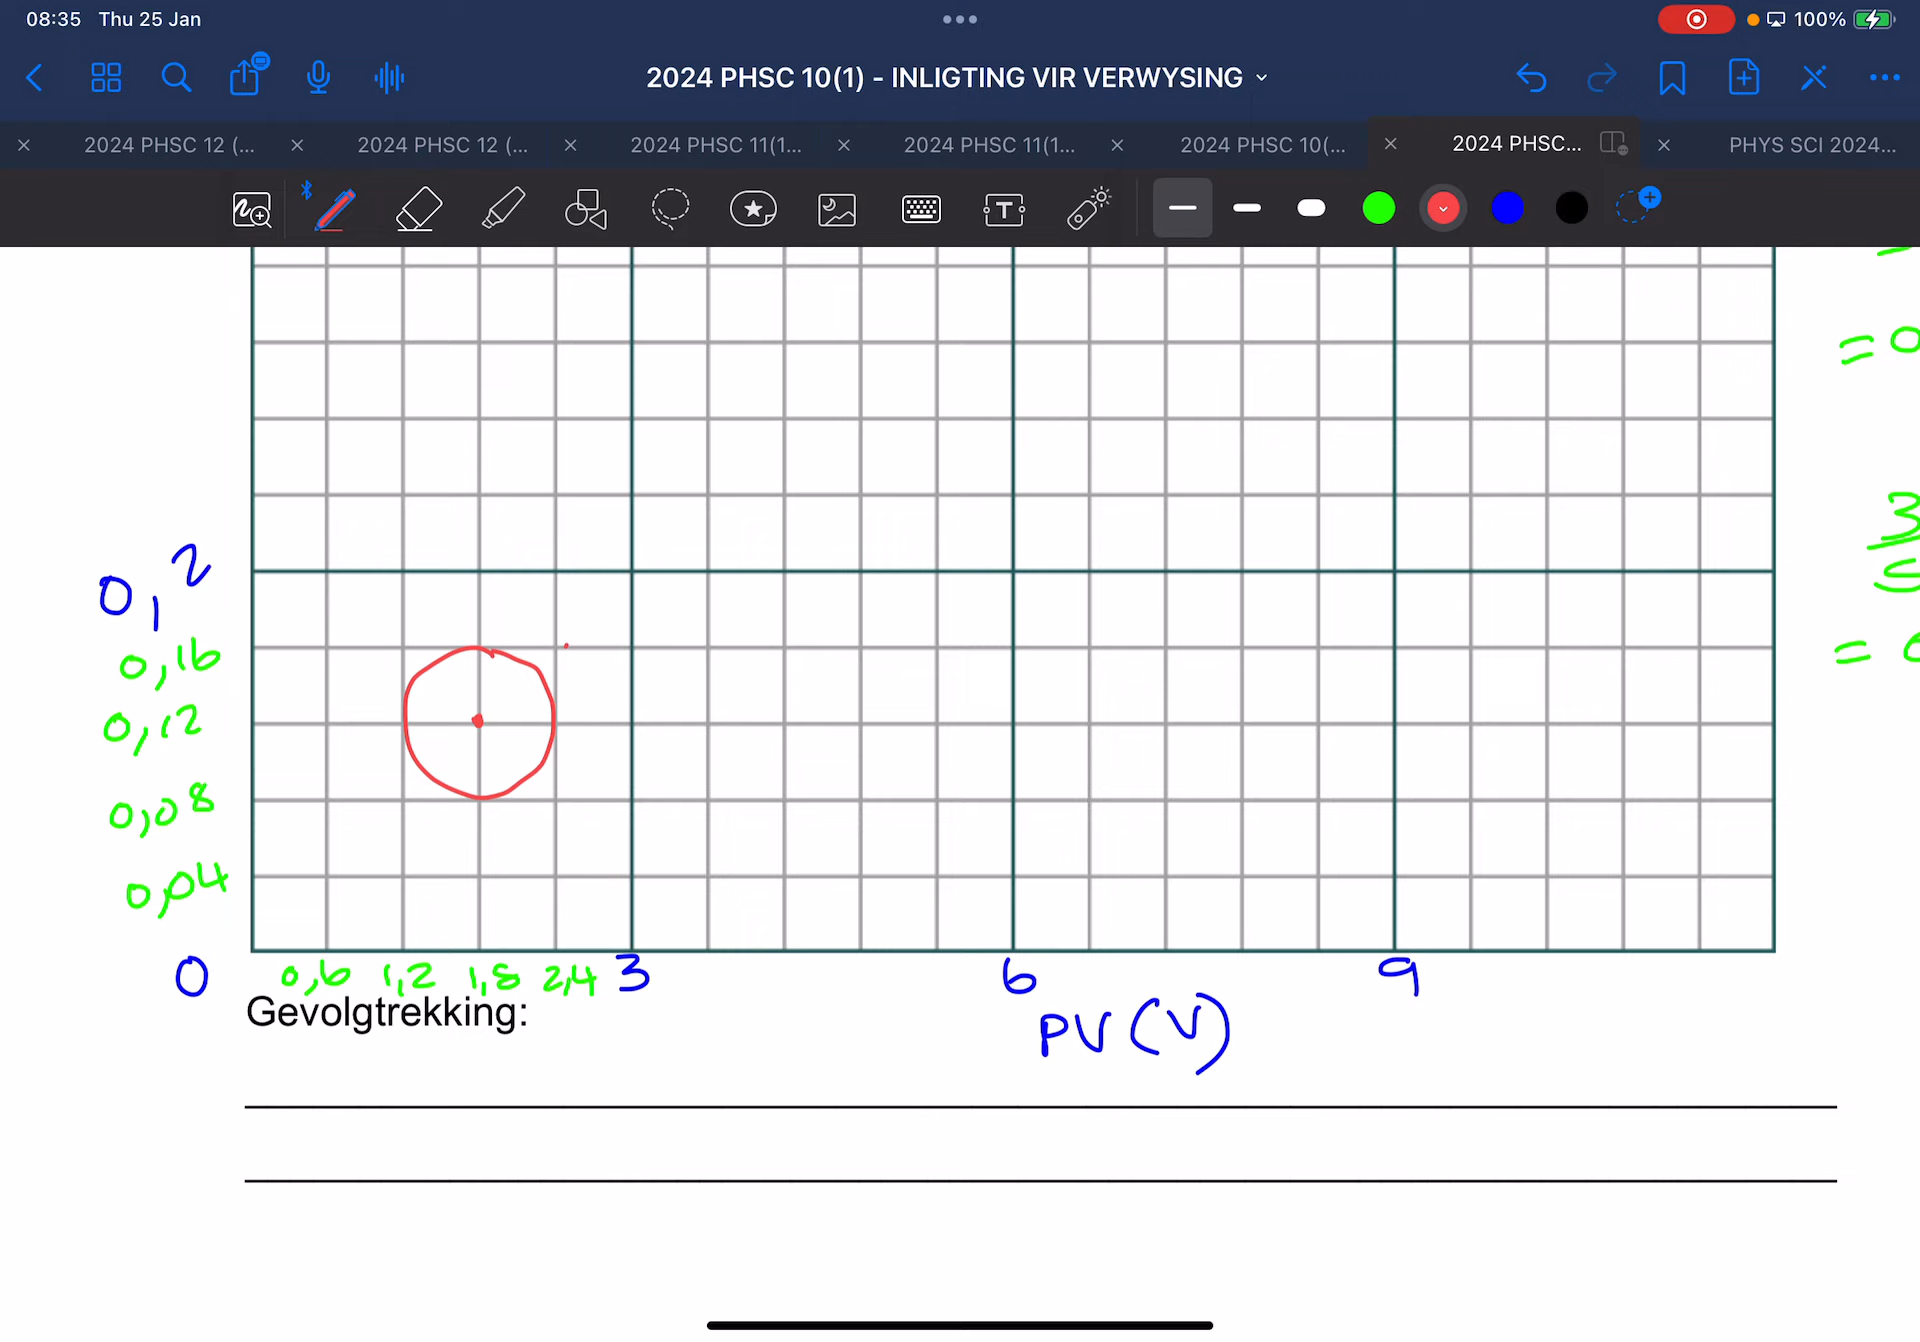 08:35 Thu 25 Jan 100%
2024 PHSC 10(1) - INLIGTING VIR VERWYSING
2024 PHSC 12 (... 2024 PHSC 12 (... 2024 PHSC 11(1... 2024 PHSC 11(1... 2024 PHSC 10(... 2024 PHSC... PHYS SCI 2024...
T
= 0
3
0,2
5
0,16
=
0,12
0,08
0,04
0 0,6 1,2 1,8 2,4 3 6 9
Gevolgtrekking:
PV (V)